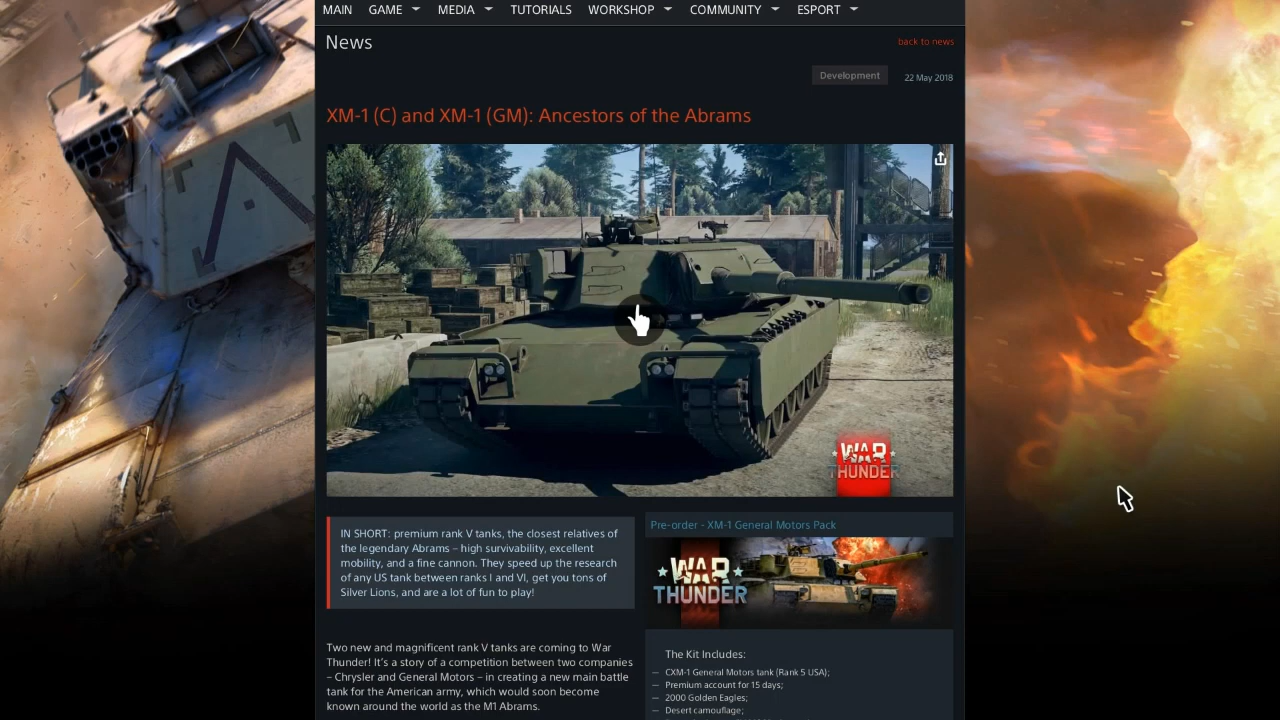 MAIN GAME MEDIA TUTORIALS WORKSHOP COMMUNITY ESPORT
News
back to news
Development
22 May 2018
XM-1 (C) and XM-1 (GM): Ancestors of the Abrams
WAR
THUNDER
IN SHORT: premium rank V tanks, the closest relatives of
the legendary Abrams – high survivability, excellent
mobility, and a fine cannon. They speed up the research
of any US tank between ranks I and VI, get you tons of
Silver Lions, and are a lot of fun to play!
Two new and magnificent rank V tanks are coming to War
Thunder! It's a story of a competition between two companies
– Chrysler and General Motors – in creating a new main battle
tank for the American army, which would soon become
known around the world as the M1 Abrams.
Pre-order - XM-1 General Motors Pack
WAR
THUNDER
The Kit Includes:
— CXM-1 General Motors tank (Rank 5 USA);
— Premium account for 15 days;
— 2000 Golden Eagles;
— Desert camouflage;